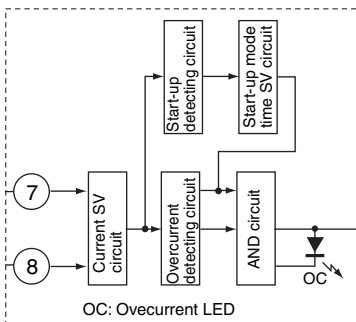 Start-up
detecting circuit
Start-up mode
time SV circuit
7
8
Current SV
circuit
Overcurrent
detecting circuit
AND circuit
OC
OC: Ovecurrent LED